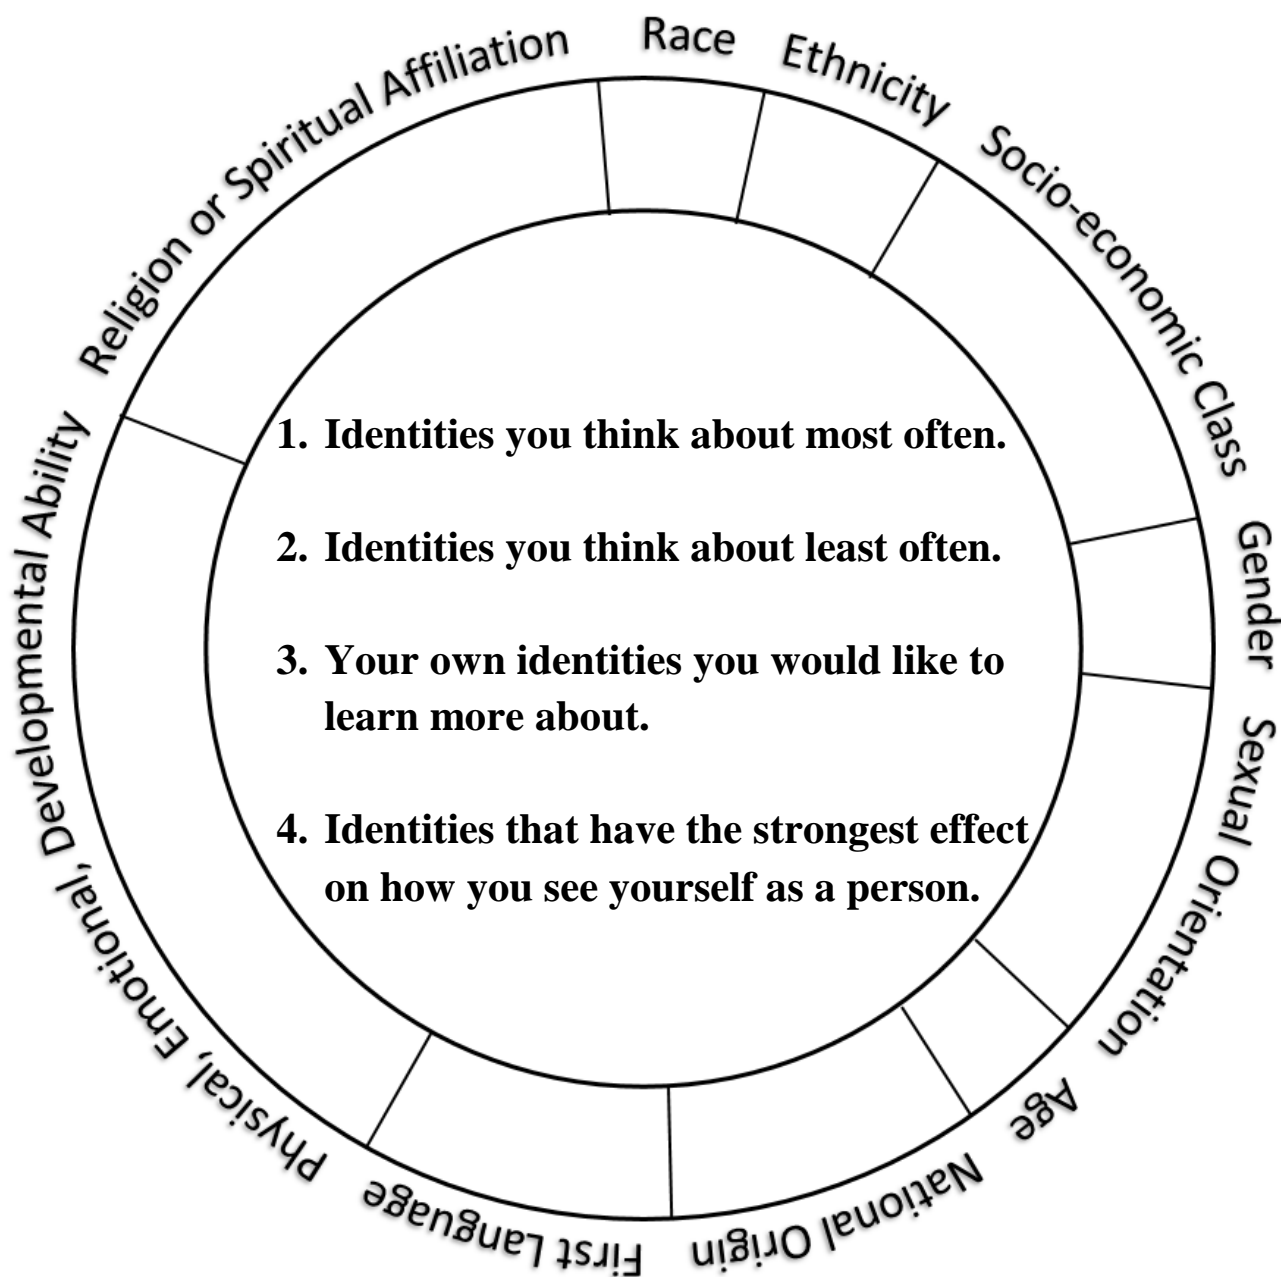 Race
Ethnicity
Socio-economic Class
Gender
Sexual Orientation
Age
National Origin
First Language
Physical, Emotional, Developmental Ability
Religion or Spiritual Affiliation
1. Identities you think about most often.
2. Identities you think about least often.
3. Your own identities you would like to
learn more about.
4. Identities that have the strongest effect
on how you see yourself as a person.